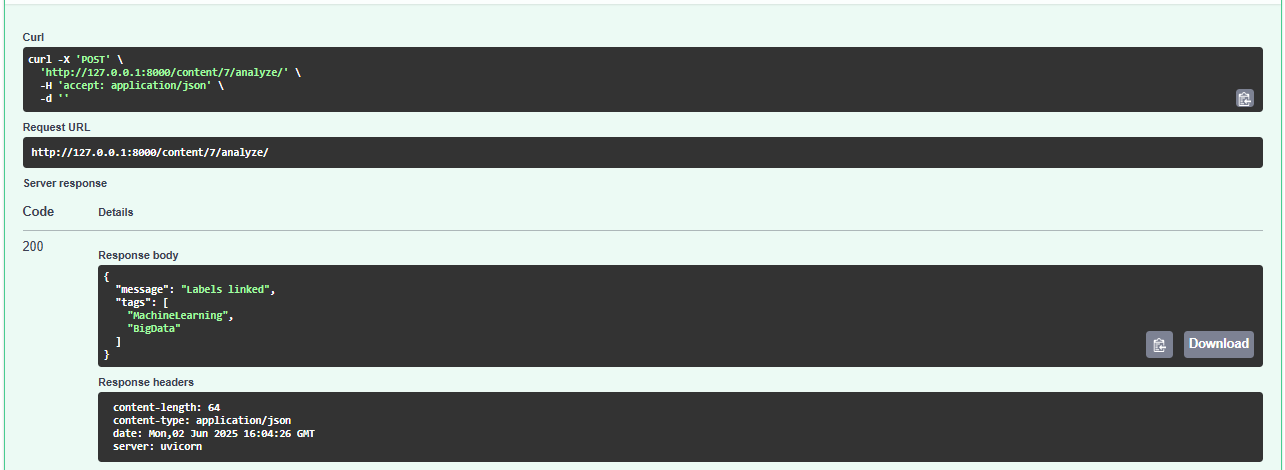 Curl
curl -X 'POST' \
  'http://127.0.0.1:8000/content/7/analyze/' \
  -H 'accept: application/json' \
  -d ''
Request URL
http://127.0.0.1:8000/content/7/analyze/
Server response
Code Details
200
Response body
{
  "message": "Labels linked",
  "tags": [
    "MachineLearning",
    "BigData"
  ]
}
Download
Response headers
content-length: 64
content-type: application/json
date: Mon,02 Jun 2025 16:04:26 GMT
server: uvicorn